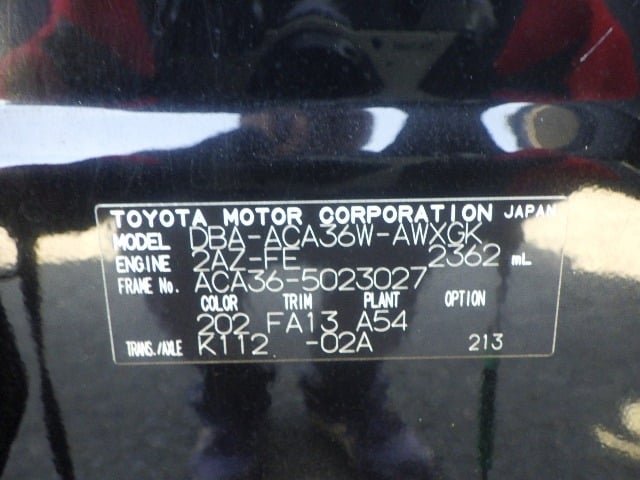 TOYOTA MOTOR CORPORATION JAPAN
MODEL DBA-ACA36W-AWXGK
ENGINE 2AZ-FE 2362 mL
FRAME No. ACA36-5023027
COLOR TRIM PLANT OPTION
202 FA13 A54
TRANS./AXLE K112 -02A 213